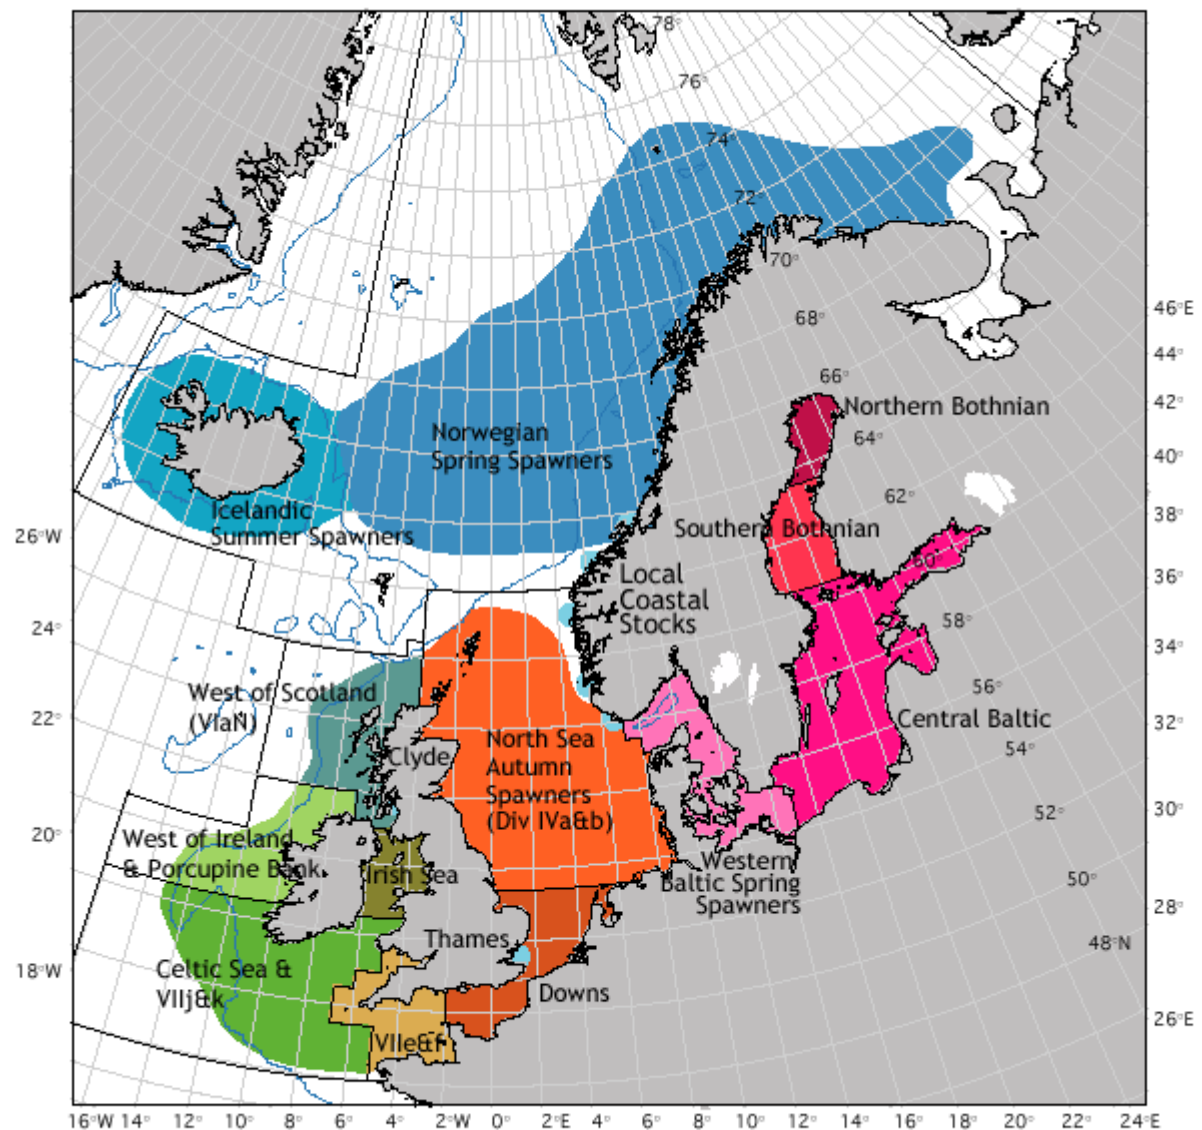 78°
76°
74°
72°
70°
68°
66°
Northern Bothnian
64°
62°
Norwegian
Spring Spawners
Icelandic
Summer Spawners
Southern Bothnian
60°
Local
Coastal
Stocks
58°
56°
West of Scotland
(VIaN)
Clyde
North Sea
Autumn
Spawners
(Div IVa&b)
Central Baltic
54°
52°
West of Ireland
& Porcupine Bank
Irish Sea
Western
Baltic Spring
Spawners
50°
Thames
48°N
Celtic Sea &
VIIj&k
Downs
VIIe&f
46°E
44°
42°
40°
38°
36°
34°
32°
30°
28°
26°E
26°W
24°
22°
20°
18°W
16°W 14° 12° 10° 8° 6° 4° 2°W 0° 2°E 4° 6° 8° 10° 12° 14° 16° 18° 20° 22° 24°E